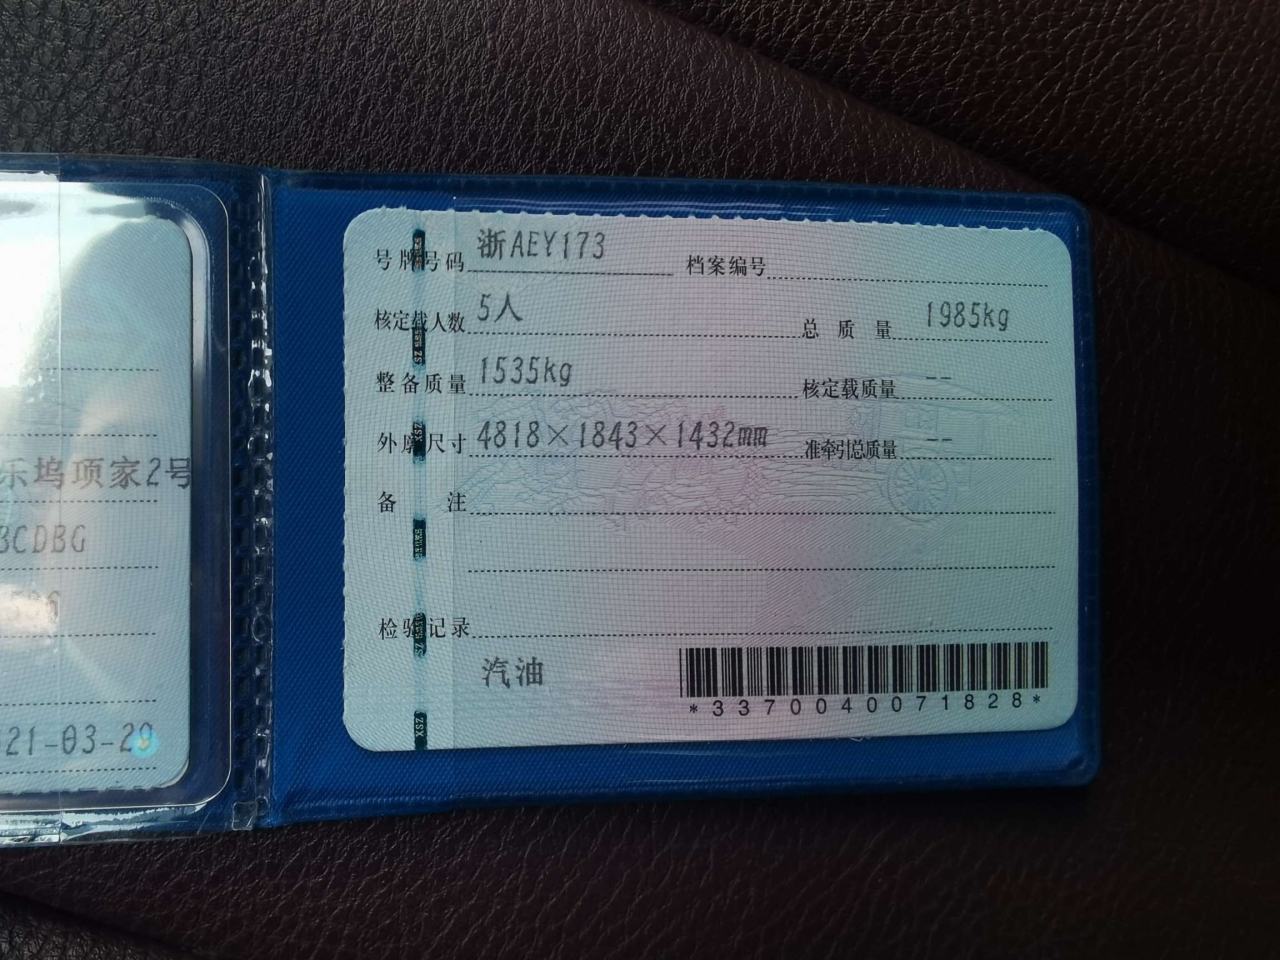 乐坞项家2号
BCDBG
21-03-29
号牌号码 浙AEY173 档案编号
核定载人数 5人 总质量 1985kg
整备质量 1535kg 核定载质量 --
外廓尺寸 4818×1843×1432mm 准牵引总质量 --
备注
检验记录
汽油
*3370040071828*
ZSX